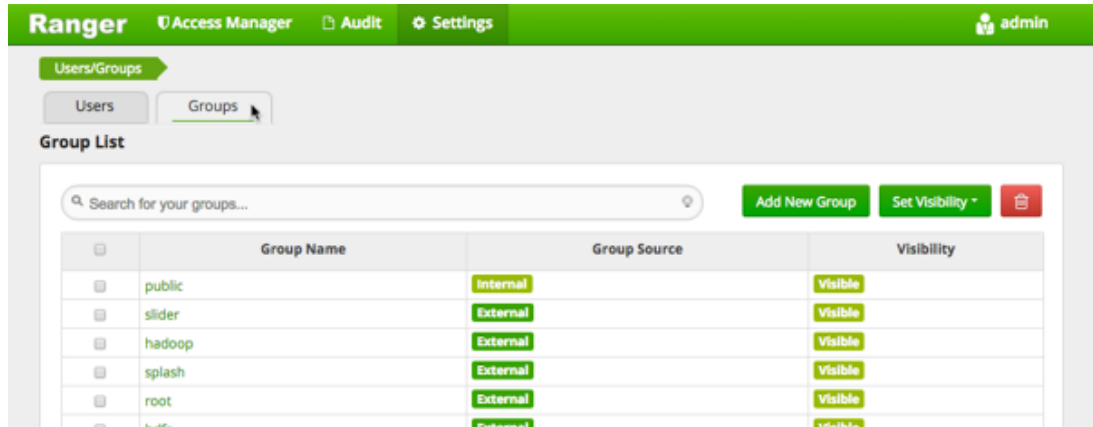 Ranger Access Manager Audit Settings admin
Users/Groups
Users Groups
Group List
Search for your groups... Add New Group Set Visibility
Group Name Group Source Visibility
public Internal Visible
slider External Visible
hadoop External Visible
splash External Visible
root External Visible
External Visible